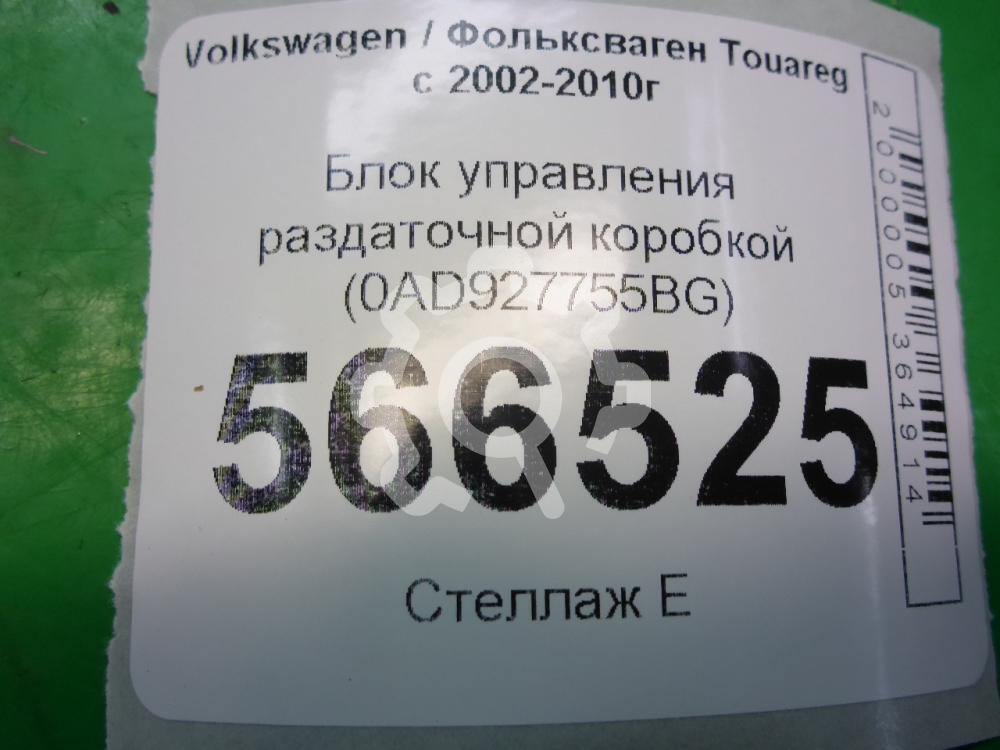 Volkswagen / Фольксваген Touareg
с 2002-2010г
Блок управления
раздаточной коробкой
(0AD927755BG)
566525
Стеллаж Е
2000005364914